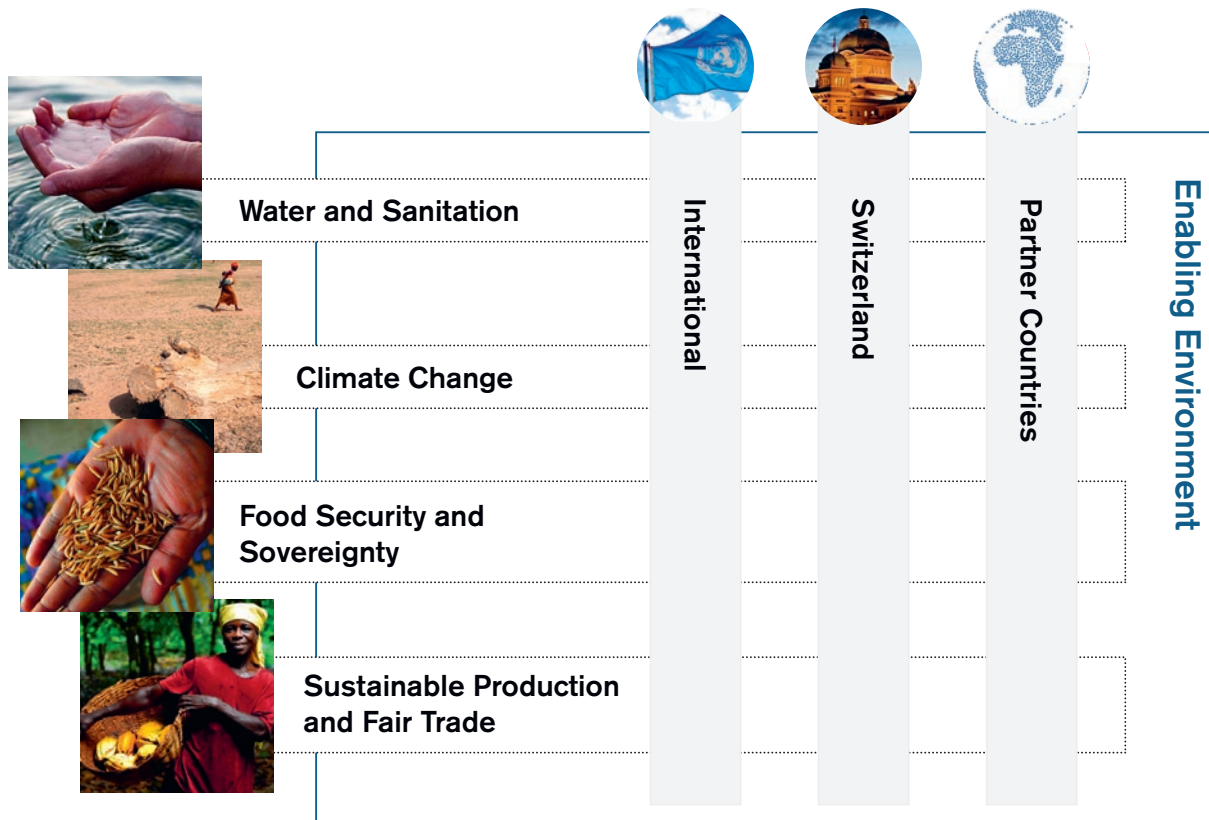 International
Switzerland
Partner Countries
Enabling Environment
Water and Sanitation
Climate Change
Food Security and
Sovereignty
Sustainable Production
and Fair Trade